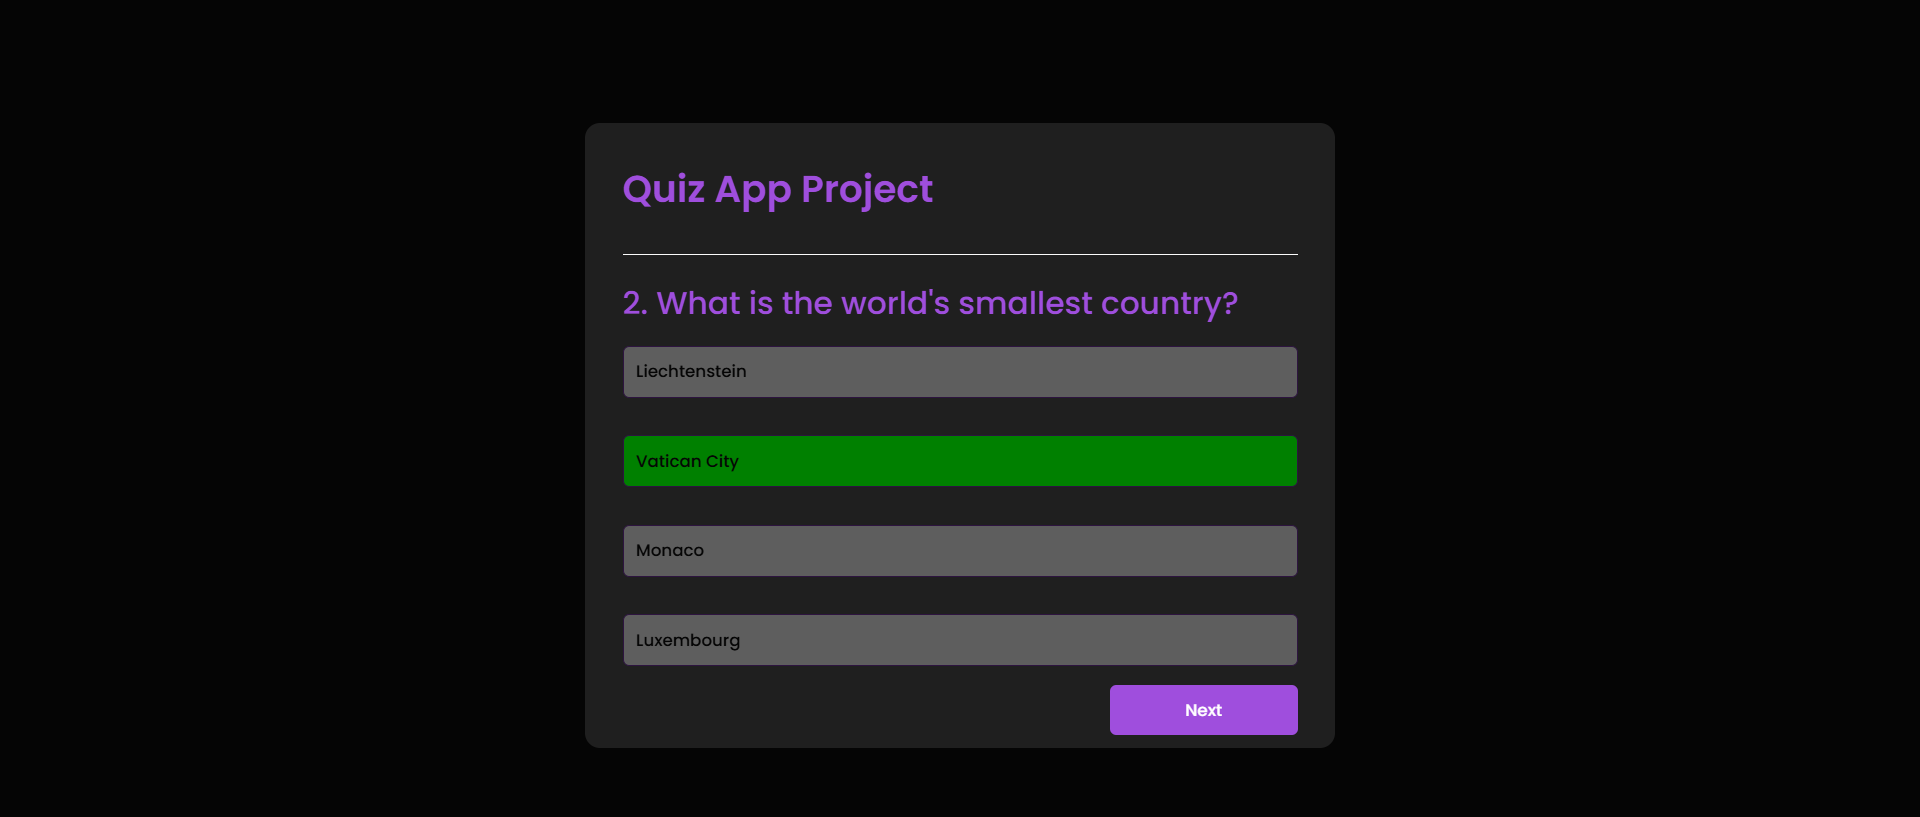 Quiz App Project
2. What is the world's smallest country?
Liechtenstein
Vatican City
Monaco
Luxembourg
Next